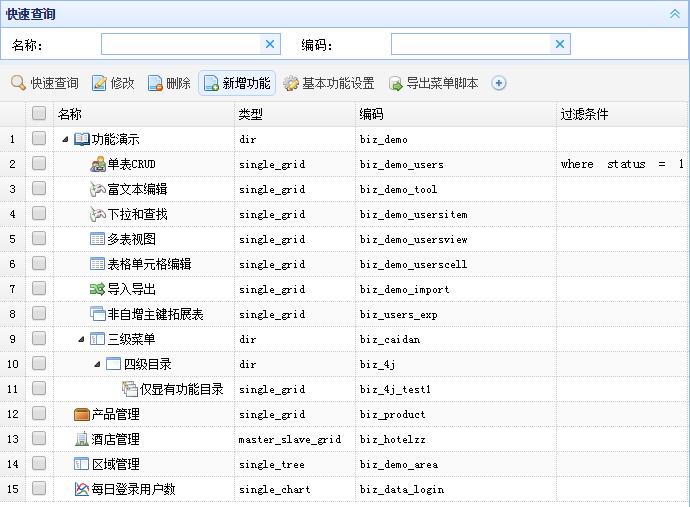 快速查询
名称： 编码：
快速查询 修改 删除 新增功能 基本功能设置 导出菜单脚本
名称 类型 编码 过滤条件
1 功能演示 dir biz_demo
2 单表CRUD single_grid biz_demo_users where status = 1
3 富文本编辑 single_grid biz_demo_tool
4 下拉和查找 single_grid biz_demo_usersitem
5 多表视图 single_grid biz_demo_usersview
6 表格单元格编辑 single_grid biz_demo_userscell
7 导入导出 single_grid biz_demo_import
8 非自增主键拓展表 single_grid biz_users_exp
9 三级菜单 dir biz_caidan
10 四级目录 dir biz_4j
11 仅显有功能目录 single_grid biz_4j_test1
12 产品管理 single_grid biz_product
13 酒店管理 master_slave_grid biz_hotelzz
14 区域管理 single_tree biz_demo_area
15 每日登录用户数 single_chart biz_data_login